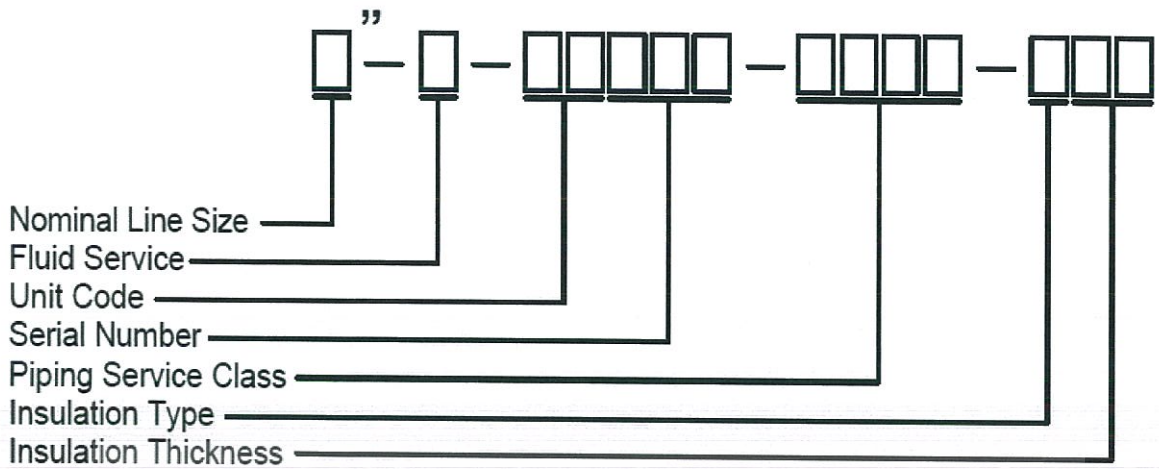 ”
Nominal Line Size
Fluid Service
Unit Code
Serial Number
Piping Service Class
Insulation Type
Insulation Thickness